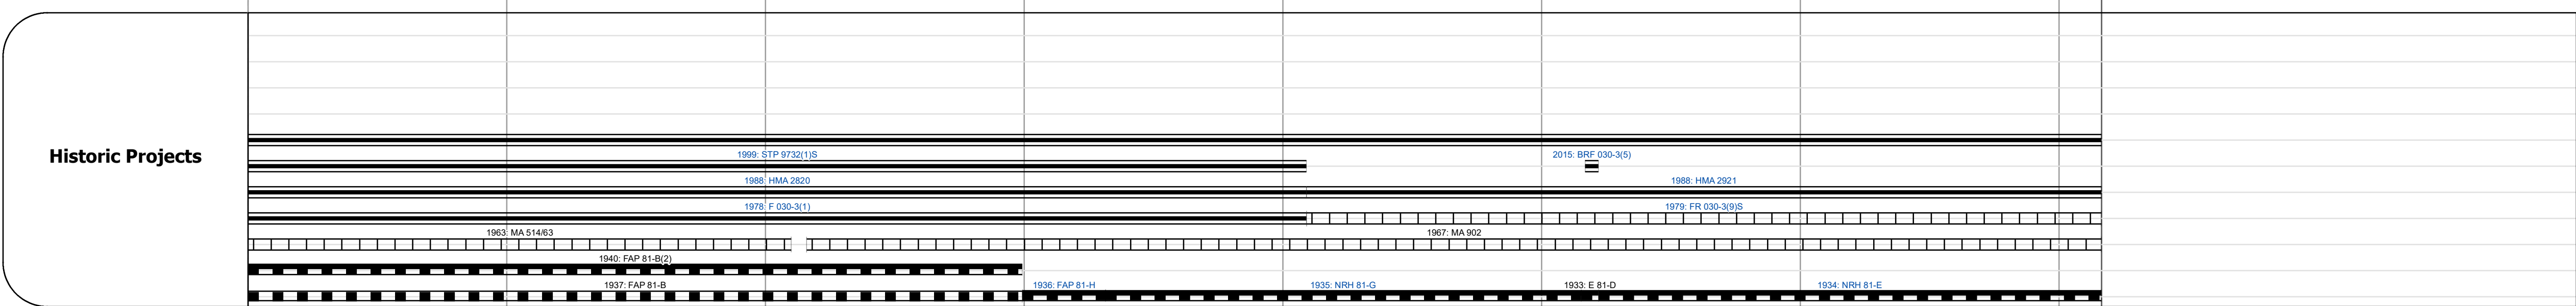 Historic Projects
1999: STP 9732(1)S
2015: BRF 030-3(5)
1988: HMA 2820
1988: HMA 2921
1978: F 030-3(1)
1979: FR 030-3(9)S
1963: MA 514/63
1967: MA 902
1940: FAP 81-B(2)
1937: FAP 81-B
1936: FAP 81-H
1935: NRH 81-G
1933: E 81-D
1934: NRH 81-E